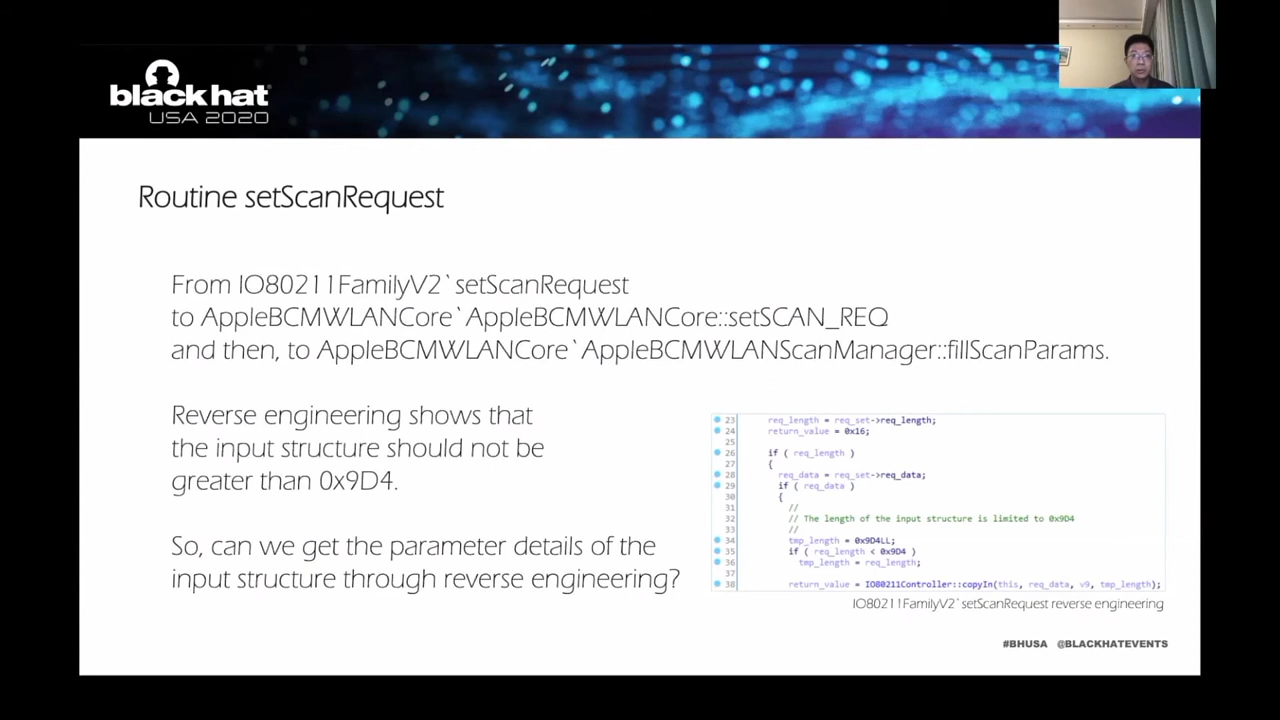 black hat
USA 2020
Routine setScanRequest
From IO80211FamilyV2`setScanRequest
to AppleBCMWLANCore`AppleBCMWLANCore::setSCAN_REQ
and then, to AppleBCMWLANCore`AppleBCMWLANScanManager::fillScanParams.
Reverse engineering shows that
the input structure should not be
greater than 0x9D4.
So, can we get the parameter details of the
input structure through reverse engineering?
23 req_length = req_set->req_length;
24 return_value = 0x16;
25
26 if ( req_length )
27 {
28 req_data = req_set->req_data;
29 if ( req_data )
30 {
31 //
32 // The length of the input structure is limited to 0x9D4
33 //
34 tmp_length = 0x9D4LL;
35 if ( req_length < 0x9D4 )
36 tmp_length = req_length;
37
38 return_value = IO80211Controller::copyIn(this, req_data, v9, tmp_length);
IO80211FamilyV2`setScanRequest reverse engineering
#BHUSA @BLACKHATEVENTS